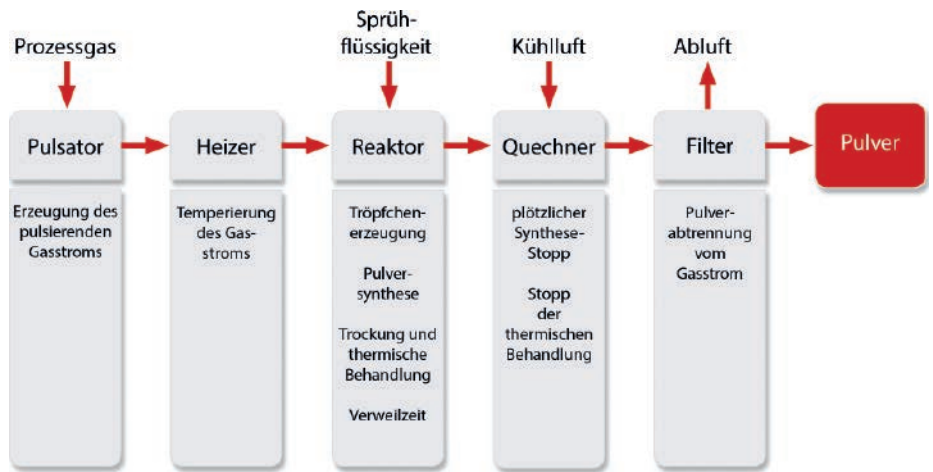 Prozessgas
Sprüh-
flüssigkeit
Kühlluft
Abluft
Pulsator
Heizer
Reaktor
Quechner
Filter
Pulver
Erzeugung des
pulsierenden
Gasstroms
Temperierung
des Gas-
stroms
Tröpfchen-
erzeugung
Pulver-
synthese
Trockung und
thermische
Behandlung
Verweilzeit
plötzlicher
Synthese-
Stopp
Stopp
der
thermischen
Behandlung
Pulver-
abtrennung
vom
Gasstrom